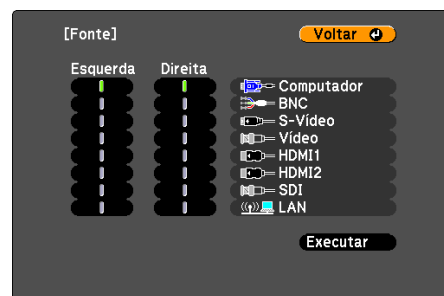 [Fonte] Voltar
Esquerda Direita
Computador
BNC
S-Vídeo
Vídeo
HDMI1
HDMI2
SDI
LAN
Executar